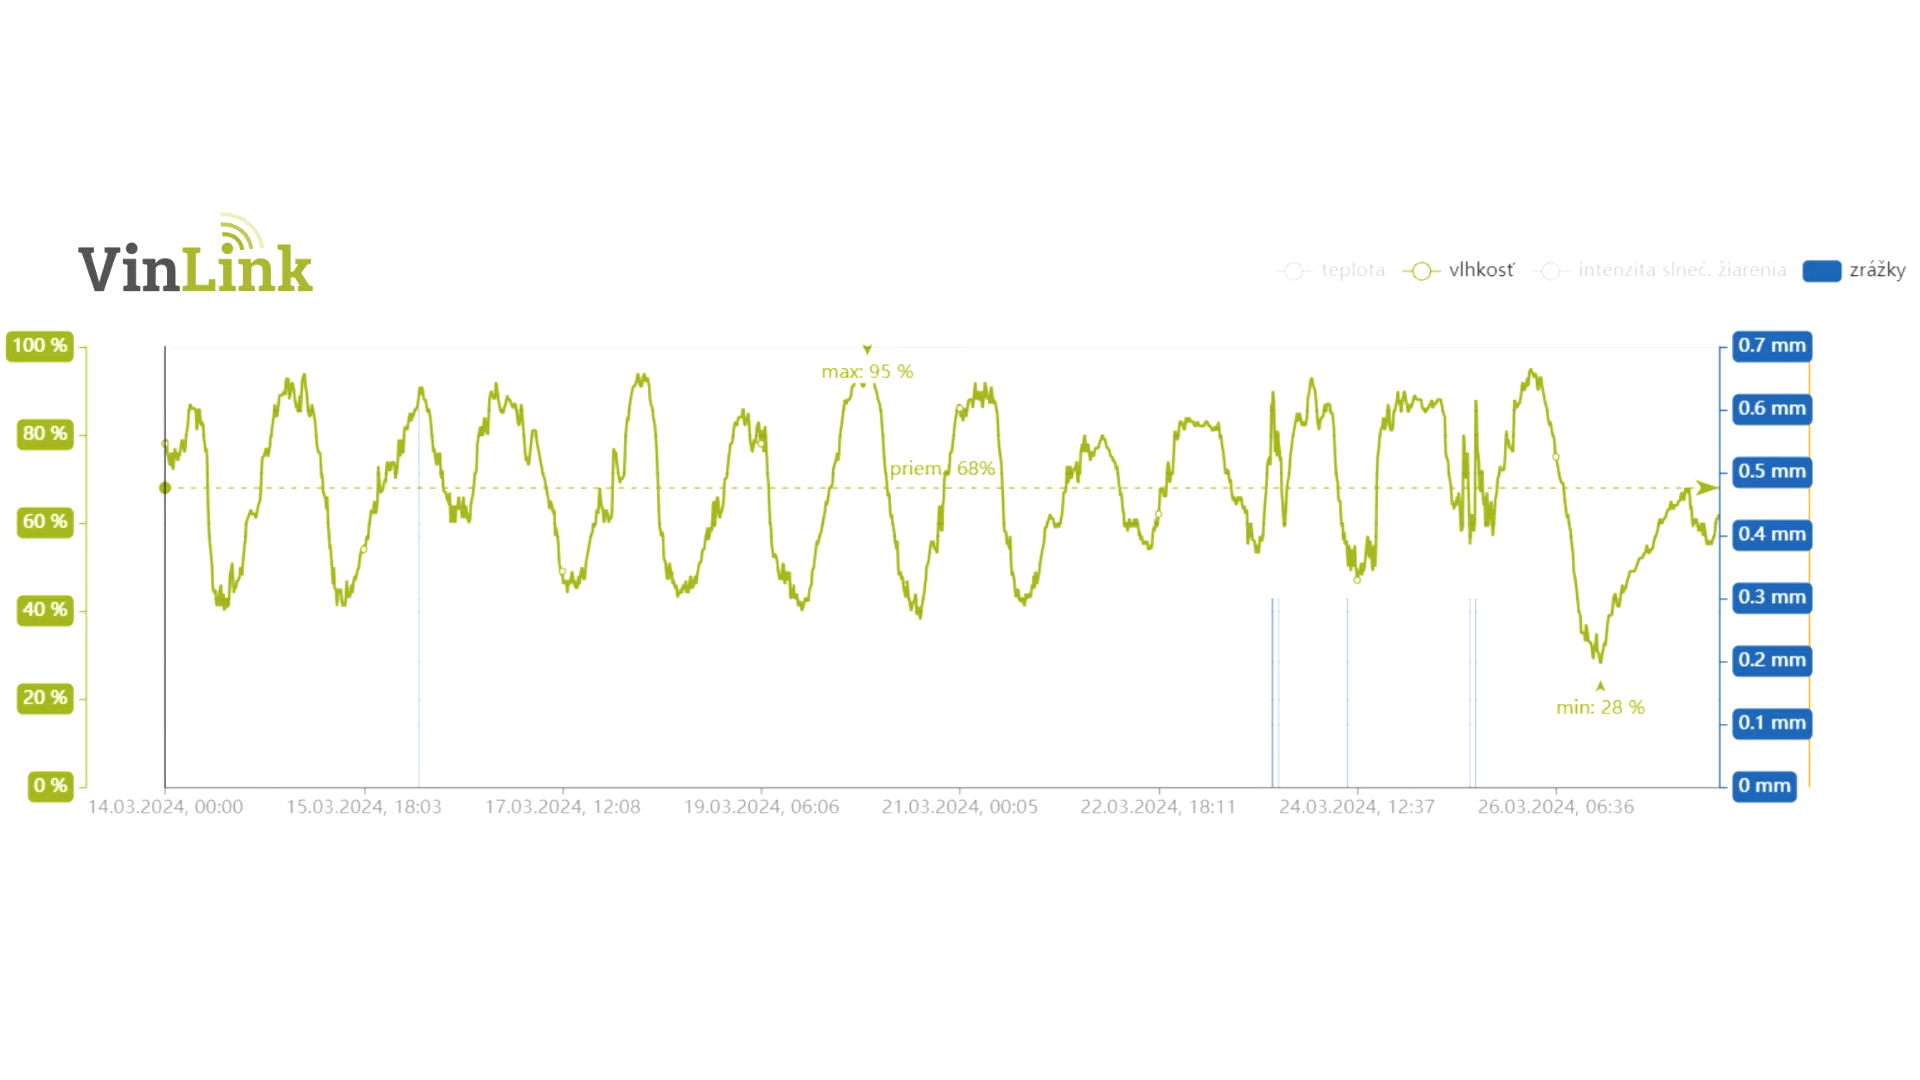 VinLink
teplota vlhkosť intenzita slneč. žiarenia zrážky
100 %
80 %
60 %
40 %
20 %
0 %
max: 95 %
priem.: 68%
min: 28 %
0.7 mm
0.6 mm
0.5 mm
0.4 mm
0.3 mm
0.2 mm
0.1 mm
0 mm
14.03.2024, 00:00 15.03.2024, 18:03 17.03.2024, 12:08 19.03.2024, 06:06 21.03.2024, 00:05 22.03.2024, 18:11 24.03.2024, 12:37 26.03.2024, 06:36